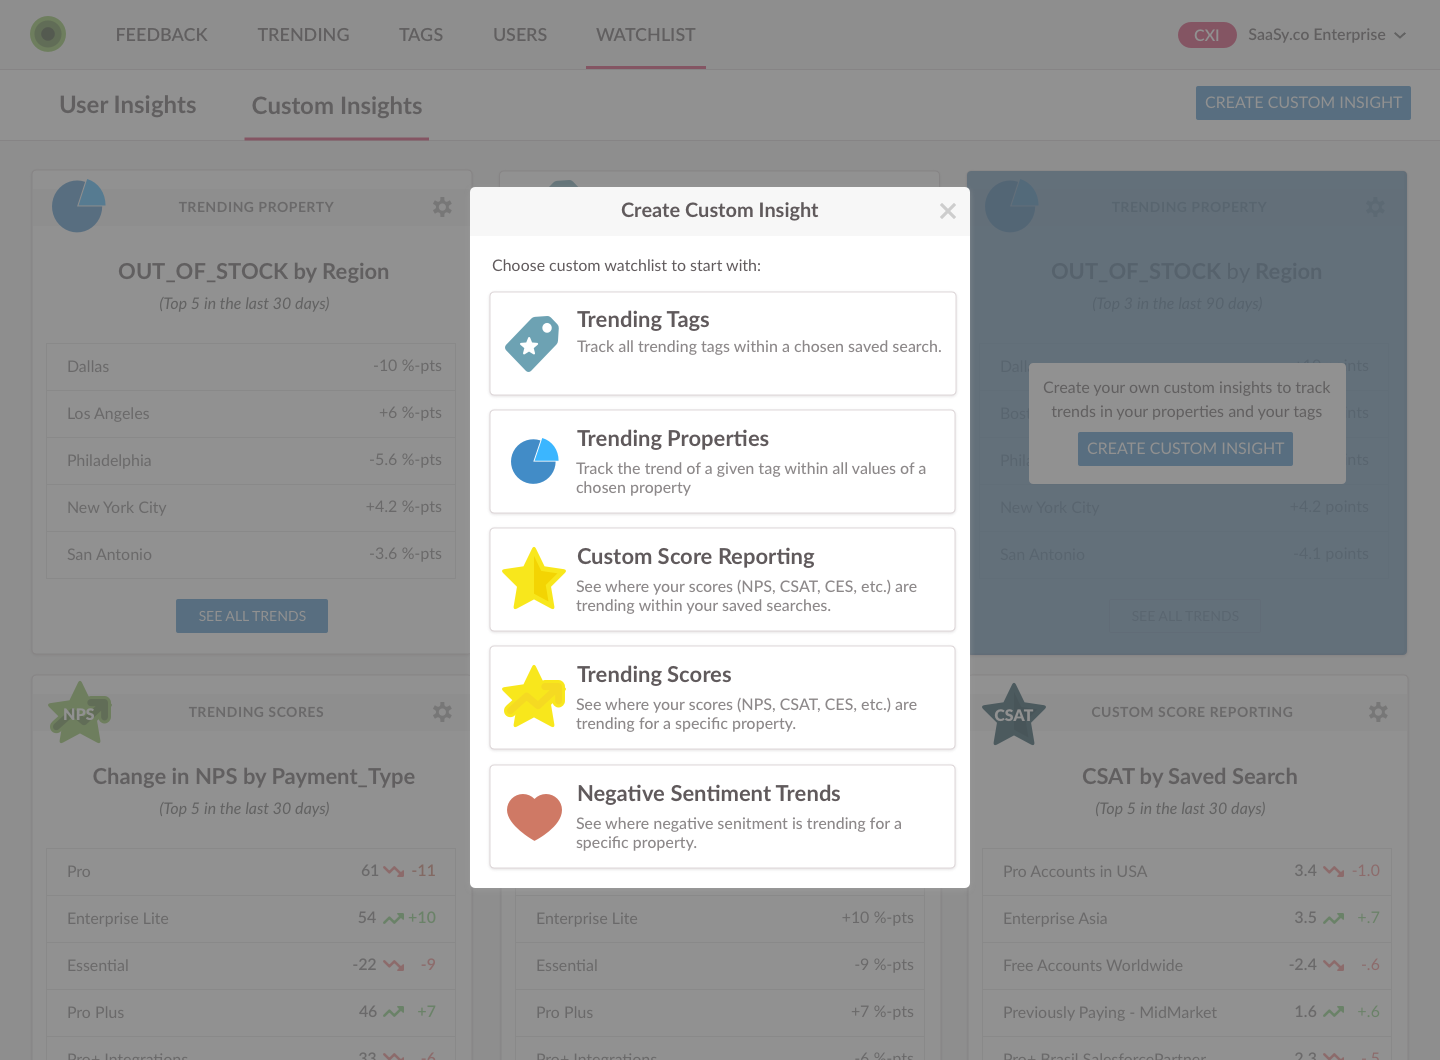 FEEDBACK TRENDING TAGS USERS WATCHLIST CXI SaaSy.co Enterprise
User Insights Custom Insights CREATE CUSTOM INSIGHT
TRENDING PROPERTY
OUT_OF_STOCK by Region
(Top 5 in the last 30 days)
Dallas -10 %-pts
Los Angeles +6 %-pts
Philadelphia -5.6 %-pts
New York City +4.2 %-pts
San Antonio -3.6 %-pts
SEE ALL TRENDS
Create Custom Insight
Choose custom watchlist to start with:
Trending Tags
Track all trending tags within a chosen saved search.
Trending Properties
Track the trend of a given tag within all values of a
chosen property
Custom Score Reporting
See where your scores (NPS, CSAT, CES, etc.) are
trending within your saved searches.
Trending Scores
See where your scores (NPS, CSAT, CES, etc.) are
trending for a specific property.
Negative Sentiment Trends
See where negative senitment is trending for a
specific property.
TRENDING PROPERTY
OUT_OF_STOCK by Region
(Top 3 in the last 90 days)
Create your own custom insights to track
trends in your properties and your tags
CREATE CUSTOM INSIGHT
New York City +4.2 points
San Antonio -4.1 points
SEE ALL TRENDS
NPS TRENDING SCORES
Change in NPS by Payment_Type
(Top 5 in the last 30 days)
Pro 61 -11
Enterprise Lite 54 +10
Essential -22 -9
Pro Plus 46 +7
Pro+ Integrations 33 -6
Enterprise Lite +10 %-pts
Essential -9 %-pts
Pro Plus +7 %-pts
Pro+ Integrations -6 %-pts
CSAT CUSTOM SCORE REPORTING
CSAT by Saved Search
(Top 5 in the last 30 days)
Pro Accounts in USA 3.4 -1.0
Enterprise Asia 3.5 +.7
Free Accounts Worldwide -2.4 -.6
Previously Paying - MidMarket 1.6 +.6
Pro+ Brasil SalesforcePartner 2.3 -.5